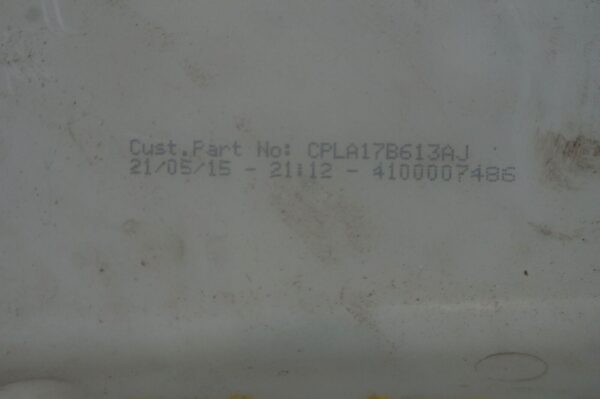 Cust.Part No: CPLA17B613AJ
21/05/15 - 21:12 - 4100007486